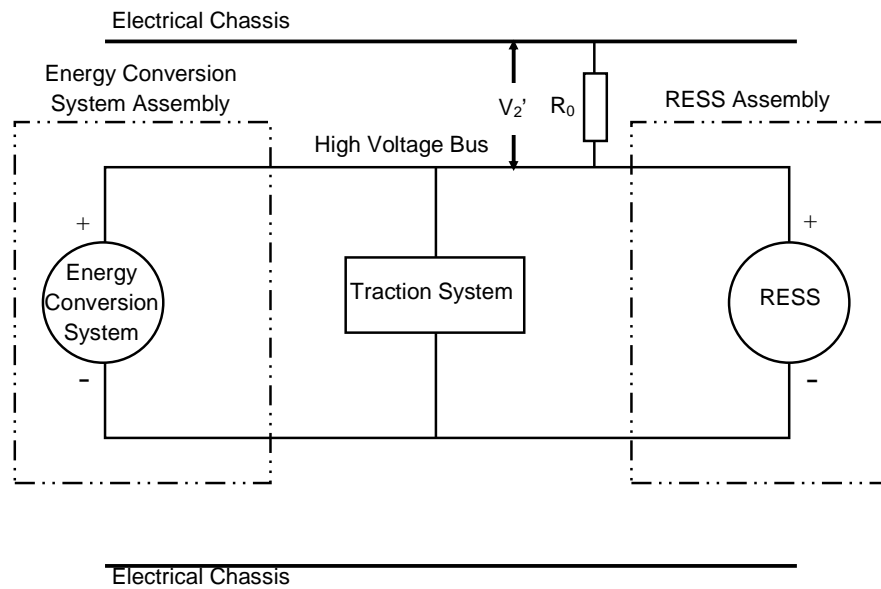 Electrical Chassis
Energy Conversion
System Assembly
V₂’
R₀
RESS Assembly
High Voltage Bus
+
+
Energy
Conversion
System
Traction System
RESS
-
-
Electrical Chassis